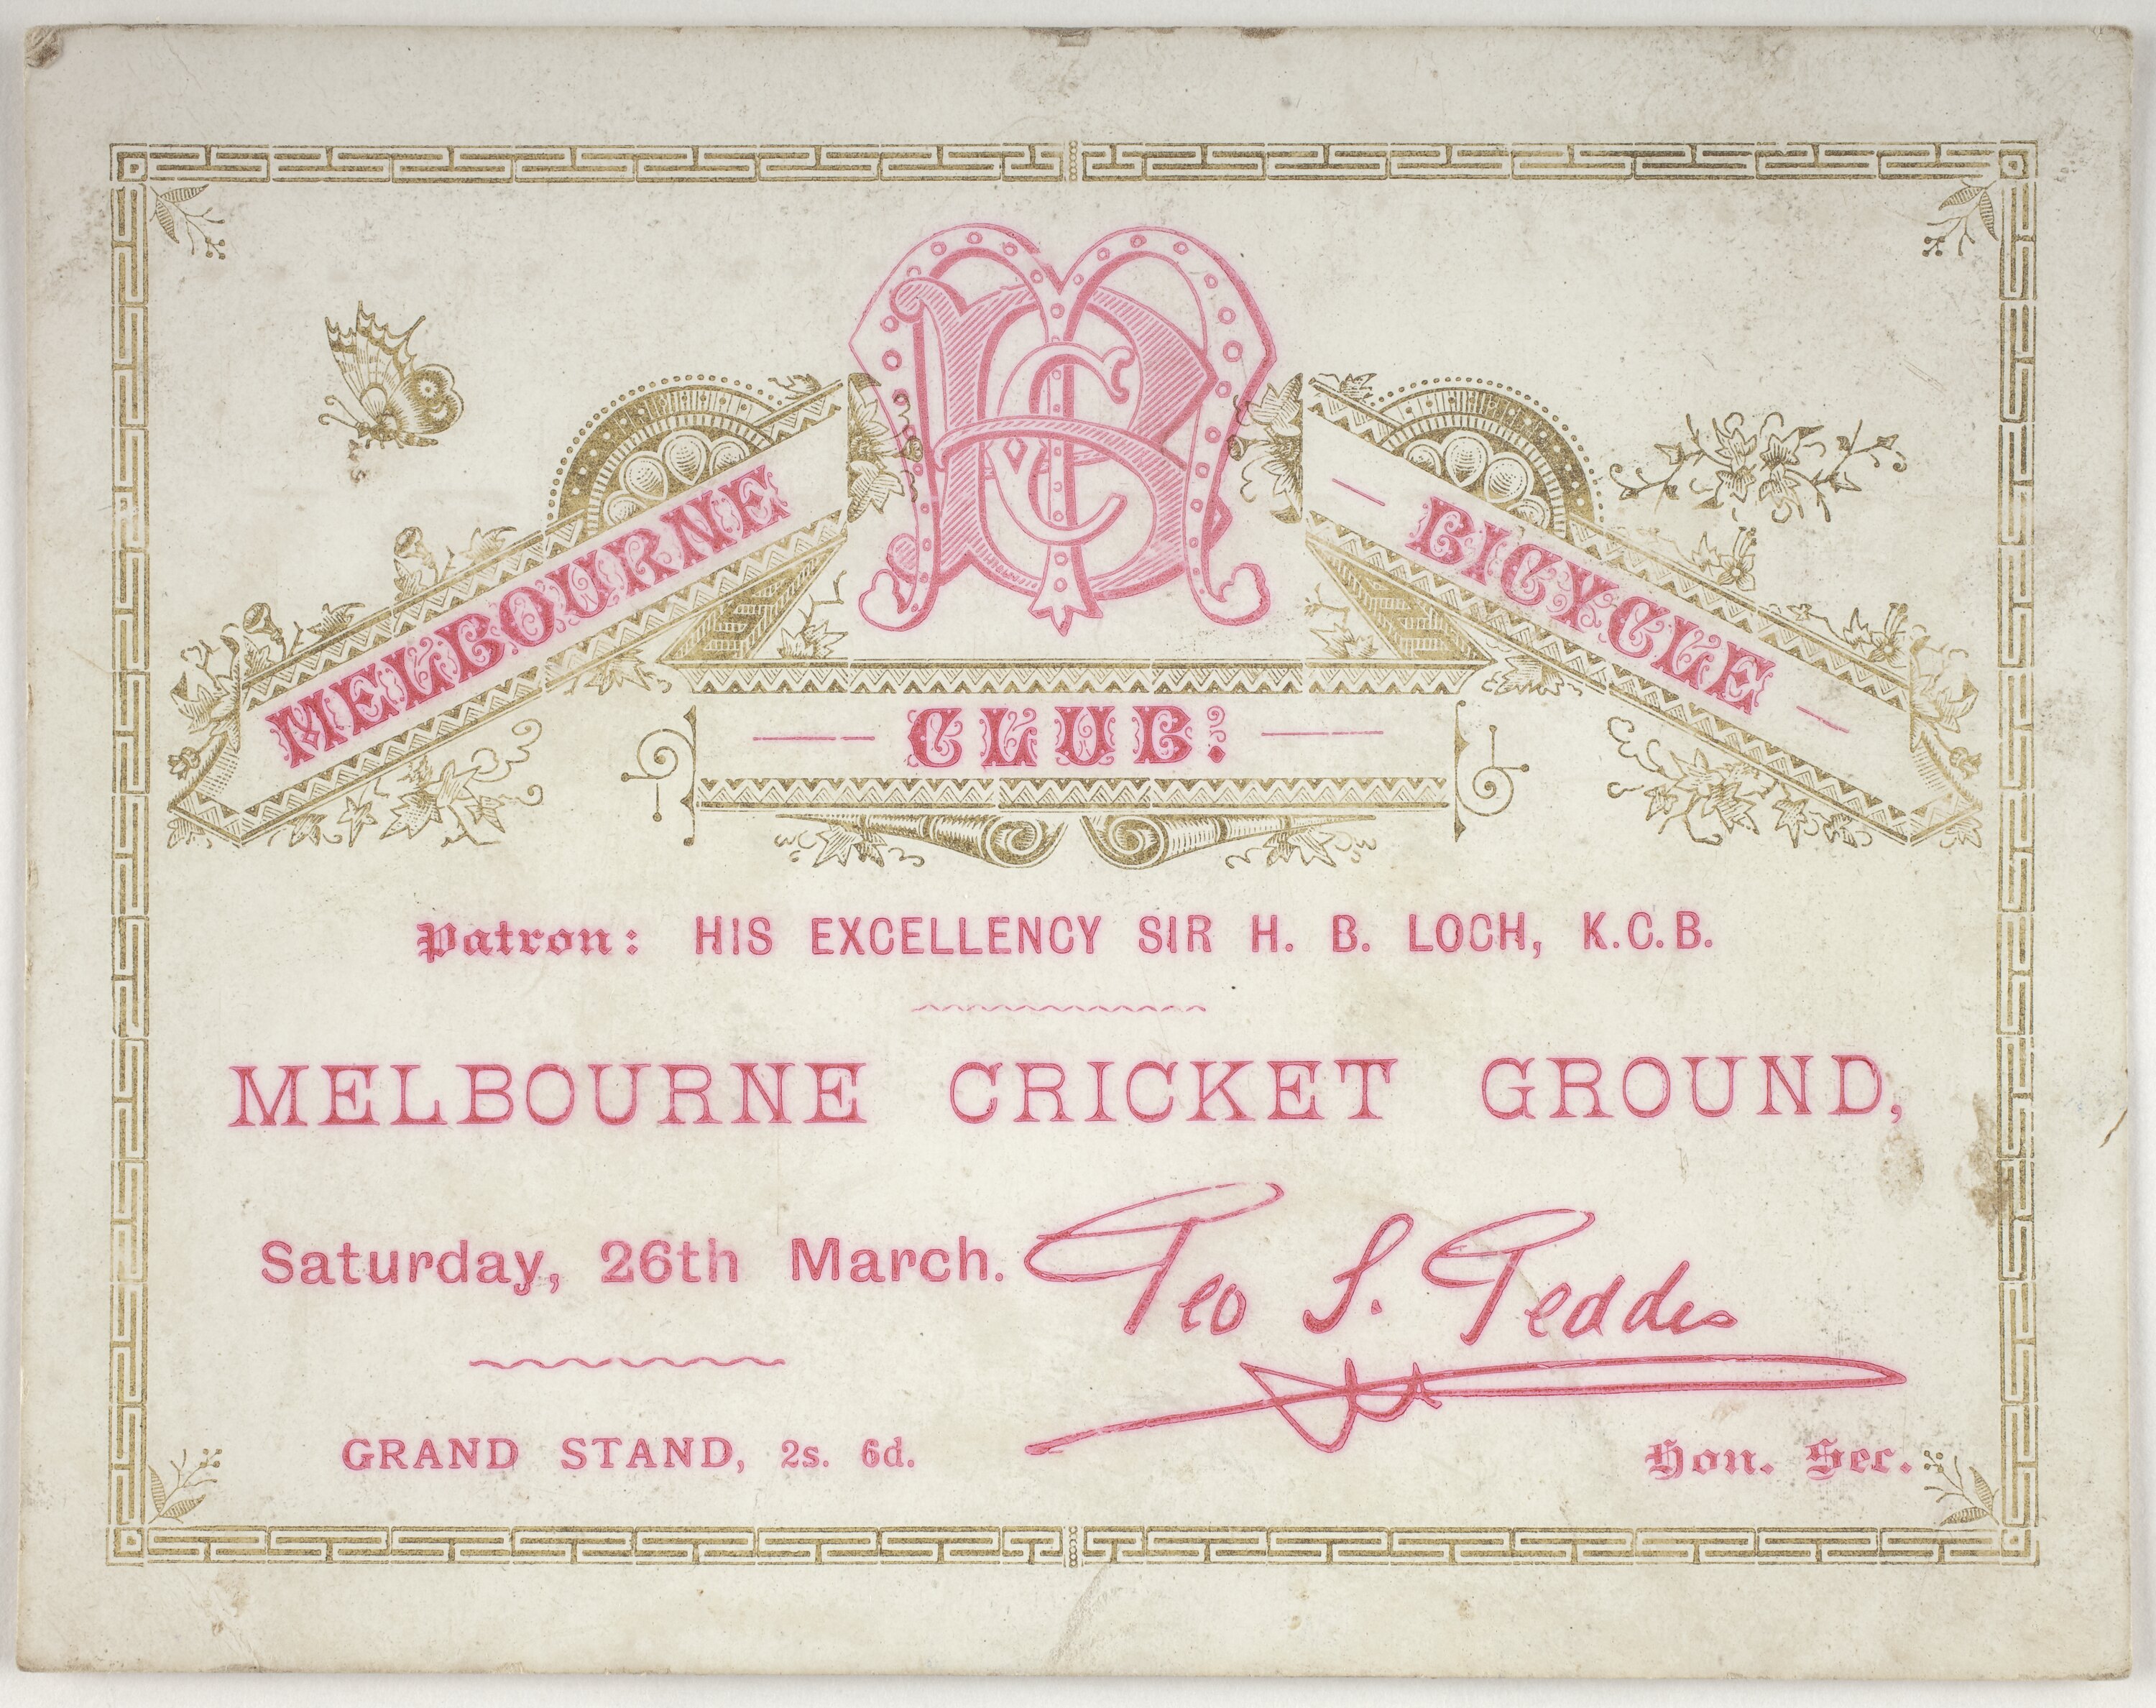 MBC
MELBOURNE
BICYCLE
CLUB:
Patron: HIS EXCELLENCY SIR H. B. LOCH, K.C.B.
MELBOURNE CRICKET GROUND,
Saturday, 26th March.
Geo S. Geddes
GRAND STAND, 2s. 6d.
Hon. Sec.